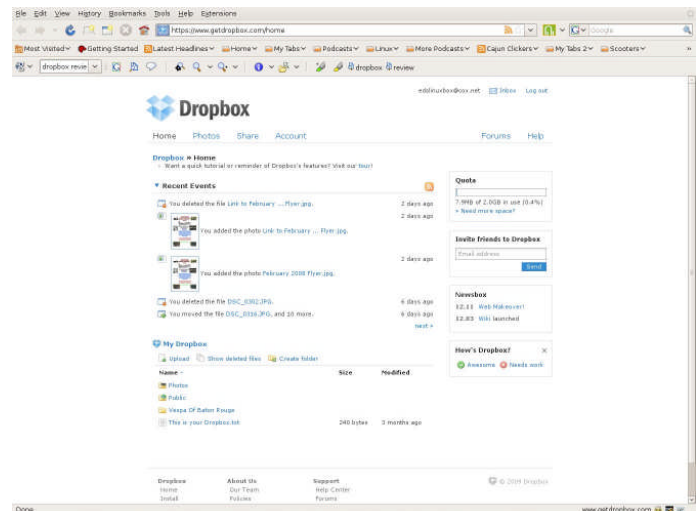 File Edit View History Bookmarks Tools Help Extensions
https://www.getdropbox.com/home
Google
Most Visited Getting Started Latest Headlines Home My Tabs Podcasts Linux More Podcasts Cajun Clickers My Tabs 2 Scooters »
dropbox revie dropbox review
edslinuxbox@cox.net Inbox Log out
Dropbox
Home Photos Share Account Forums Help
Dropbox » Home
Want a quick tutorial or reminder of Dropbox's features? Visit our tour!
Recent Events
You deleted the file Link to February ... Flyer.jpg. 2 days ago
You added the photo Link to February ... Flyer.jpg. 2 days ago
You added the photo February 2008 Flyer.jpg. 2 days ago
You deleted the file DSC_0302.JPG. 6 days ago
You moved the file DSC_0316.JPG, and 10 more. 6 days ago
next »
Quota
7.9MB of 2.0GB in use (0.4%)
» Need more space?
Invite friends to Dropbox
Email address
Send
Newsbox
12.11 Web Makeover!
12.03 Wiki launched
How's Dropbox? ×
Awesome Needs work
My Dropbox
Upload Show deleted files Create folder
Name Size Modified
Photos
Public
Vespa Of Baton Rouge
This is your Dropbox.txt 240 bytes 3 months ago
Dropbox About Us Support © 2009 Dropbox
Home Our Team Help Center
Install Policies Forums
Done www.getdropbox.com